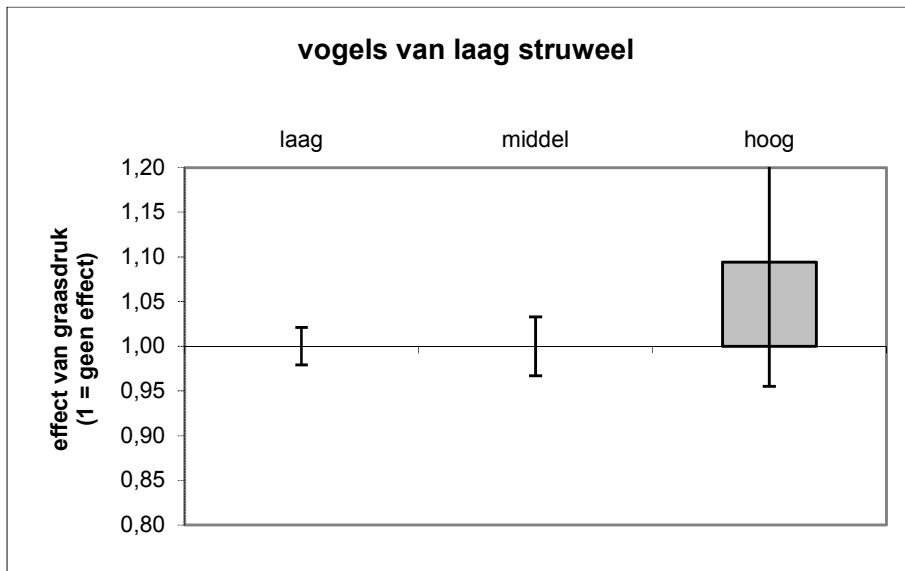 vogels van laag struweel
laag middel hoog
effect van graasdruk
(1 = geen effect)
1,20
1,15
1,10
1,05
1,00
0,95
0,90
0,85
0,80